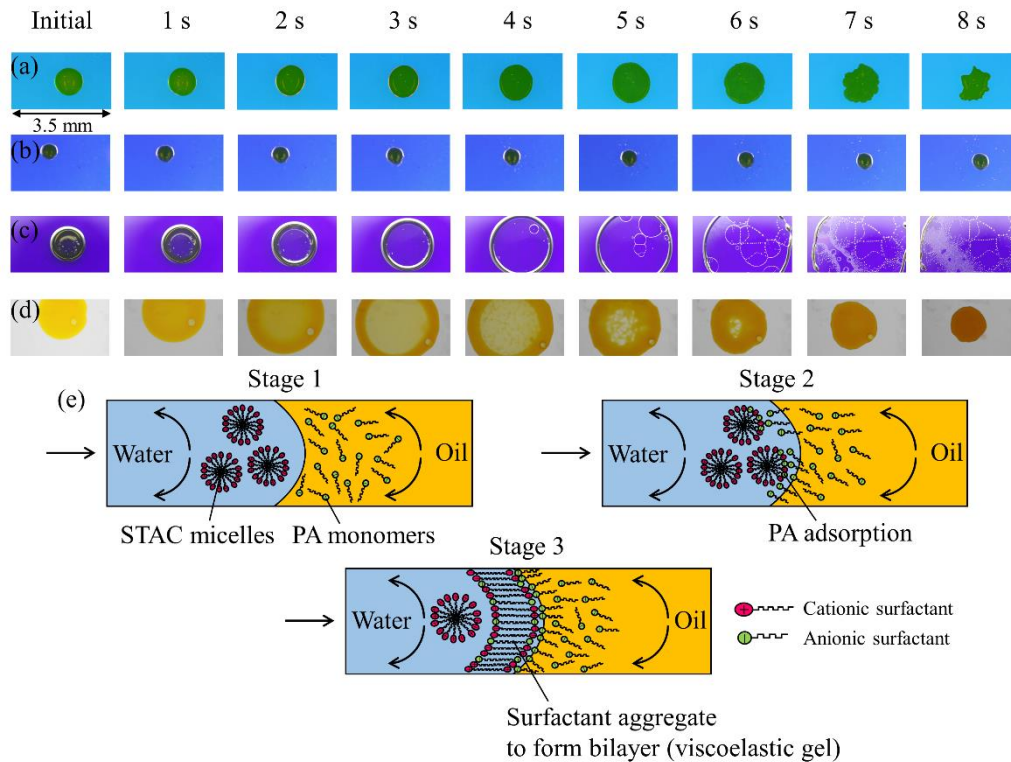 Initial 1 s 2 s 3 s 4 s 5 s 6 s 7 s 8 s
(a)
3.5 mm
(b)
(c)
(d)
Stage 1 Stage 2
(e)
Water Oil Water Oil
STAC micelles PA monomers PA adsorption
Stage 3
Water Oil
Cationic surfactant
Anionic surfactant
Surfactant aggregate
to form bilayer (viscoelastic gel)